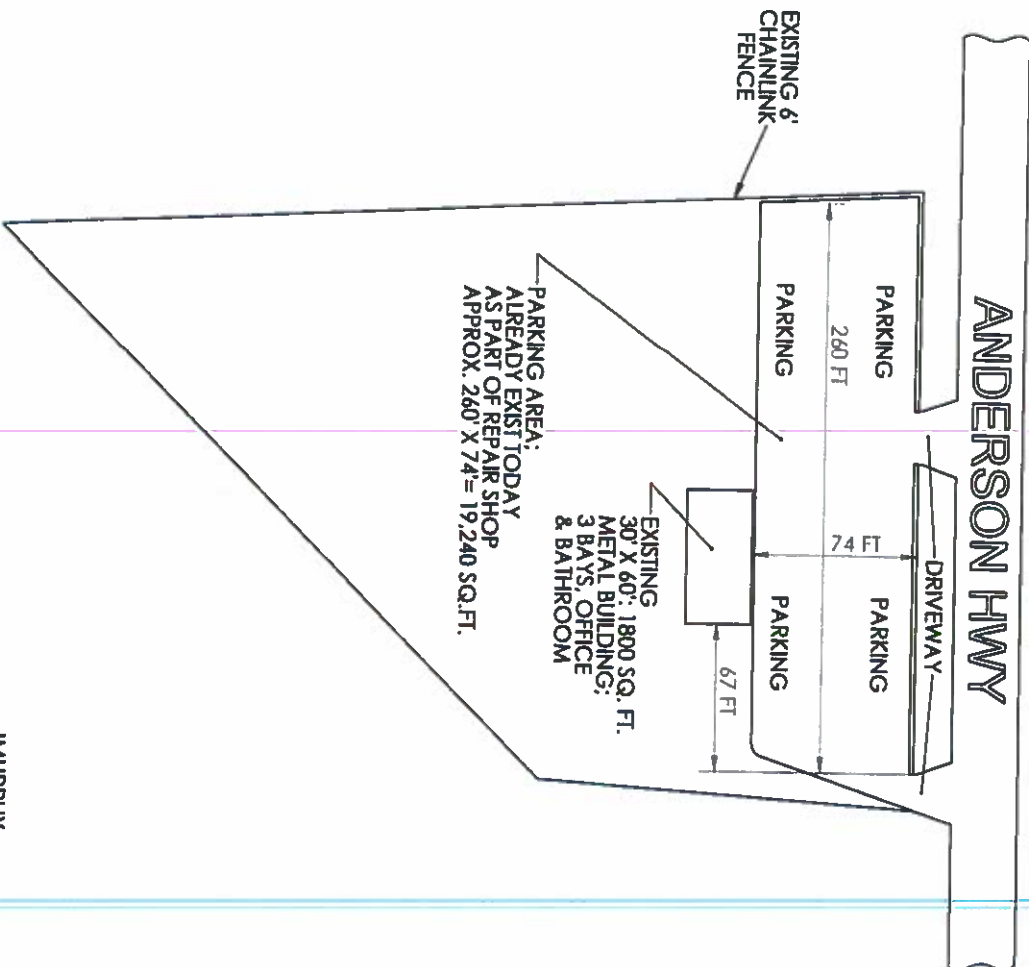 ANDERSON HWY
EXISTING 6'
CHAINLINK
FENCE
DRIVEWAY
PARKING
PARKING
260 FT
74 FT
PARKING
PARKING
67 FT
PARKING AREA;
ALREADY EXIST TODAY
AS PART OF REPAIR SHOP
APPROX. 260' X 74'= 19,240 SQ.FT.
EXISTING
30' X 60': 1800 SQ. FT.
METAL BUILDING;
3 BAYS, OFFICE
& BATHROOM